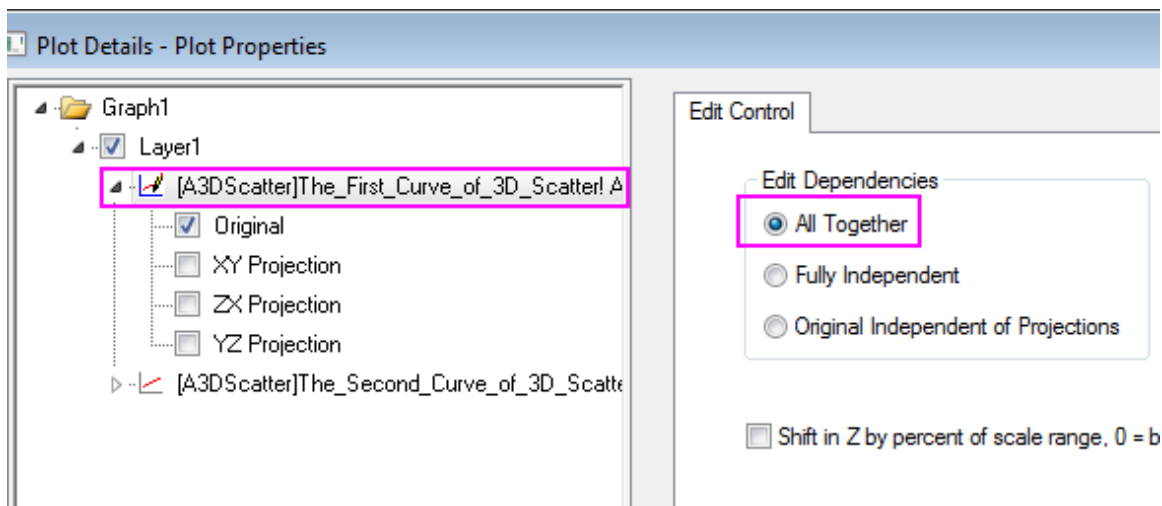 Plot Details - Plot Properties
Graph1
Layer1
[A3DScatter]The_First_Curve_of_3D_Scatter! A
Original
XY Projection
ZX Projection
YZ Projection
[A3DScatter]The_Second_Curve_of_3D_Scatte
Edit Control
Edit Dependencies
All Together
Fully Independent
Original Independent of Projections
Shift in Z by percent of scale range, 0 = b